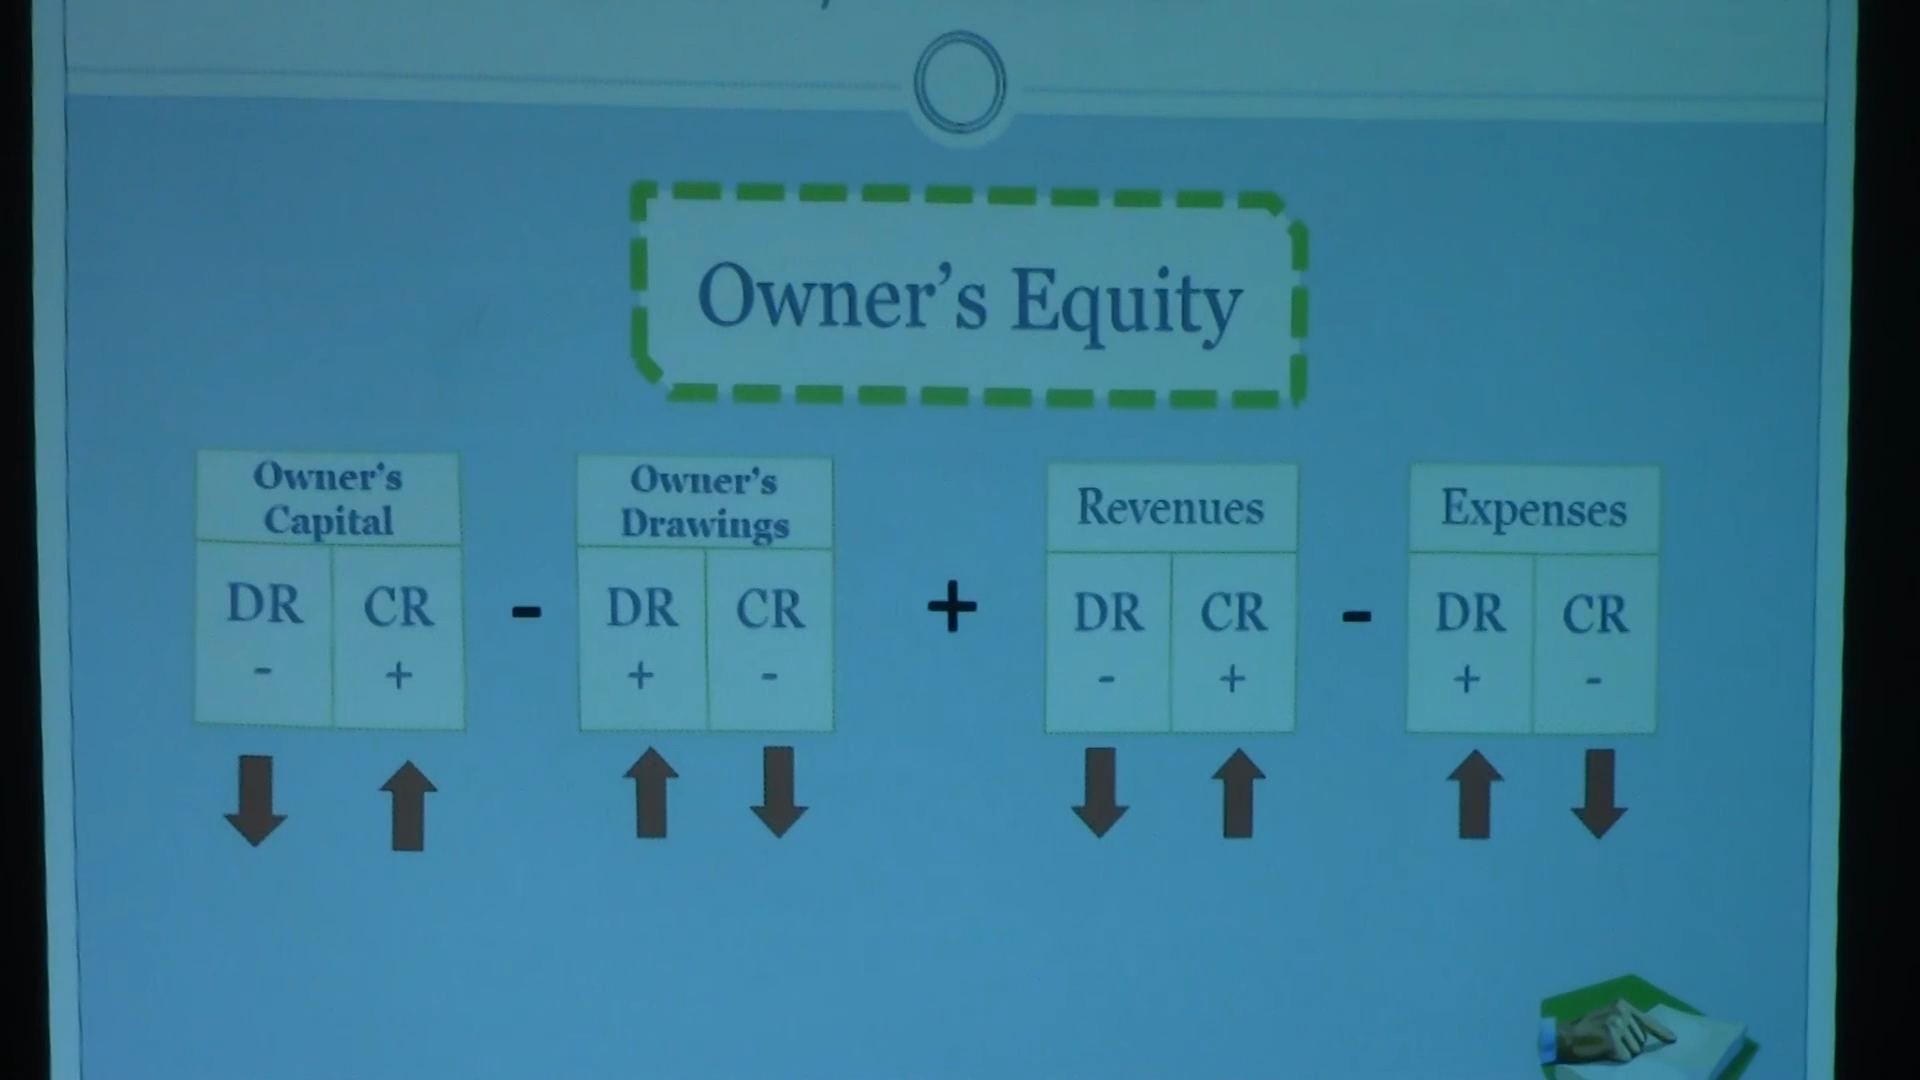 Owner's Equity
Owner's
Capital
DR CR
- +
-
Owner's
Drawings
DR CR
+ -
+
Revenues
DR CR
- +
-
Expenses
DR CR
+ -